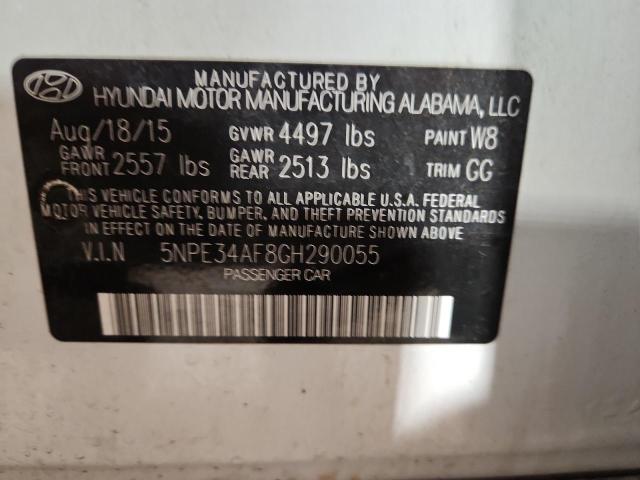 MANUFACTURED BY
HYUNDAI MOTOR MANUFACTURING ALABAMA, LLC
Aug/18/15 GVWR 4497 lbs PAINT W8
GAWR FRONT 2557 lbs GAWR REAR 2513 lbs TRIM GG
THIS VEHICLE CONFORMS TO ALL APPLICABLE U.S.A. FEDERAL
MOTOR VEHICLE SAFETY, BUMPER, AND THEFT PREVENTION STANDARDS
IN EFFECT ON THE DATE OF MANUFACTURE SHOWN ABOVE.
V.I.N 5NPE34AF8GH290055
PASSENGER CAR